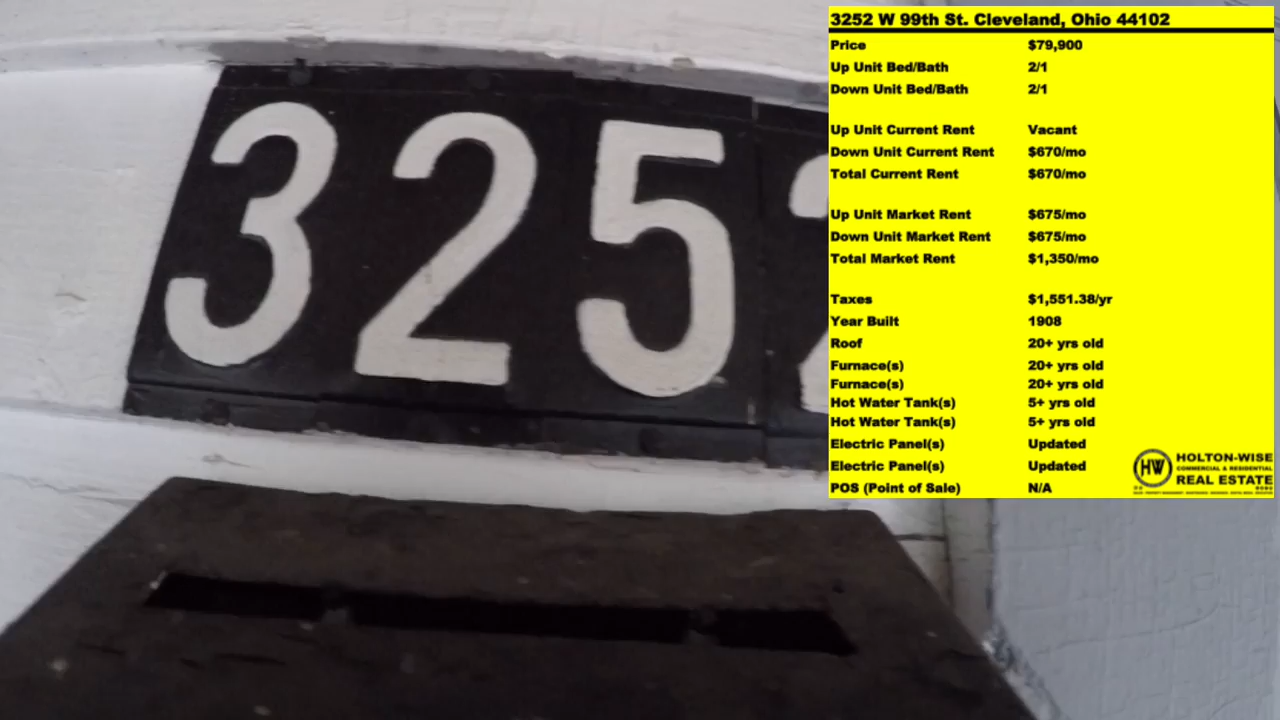 3252
3252 W 99th St. Cleveland, Ohio 44102
Price $79,900
Up Unit Bed/Bath 2/1
Down Unit Bed/Bath 2/1
Up Unit Current Rent Vacant
Down Unit Current Rent $670/mo
Total Current Rent $670/mo
Up Unit Market Rent $675/mo
Down Unit Market Rent $675/mo
Total Market Rent $1,350/mo
Taxes $1,551.38/yr
Year Built 1908
Roof 20+ yrs old
Furnace(s) 20+ yrs old
Furnace(s) 20+ yrs old
Hot Water Tank(s) 5+ yrs old
Hot Water Tank(s) 5+ yrs old
Electric Panel(s) Updated
Electric Panel(s) Updated
POS (Point of Sale) N/A
HW
HOLTON-WISE
COMMERCIAL & RESIDENTIAL
REAL ESTATE